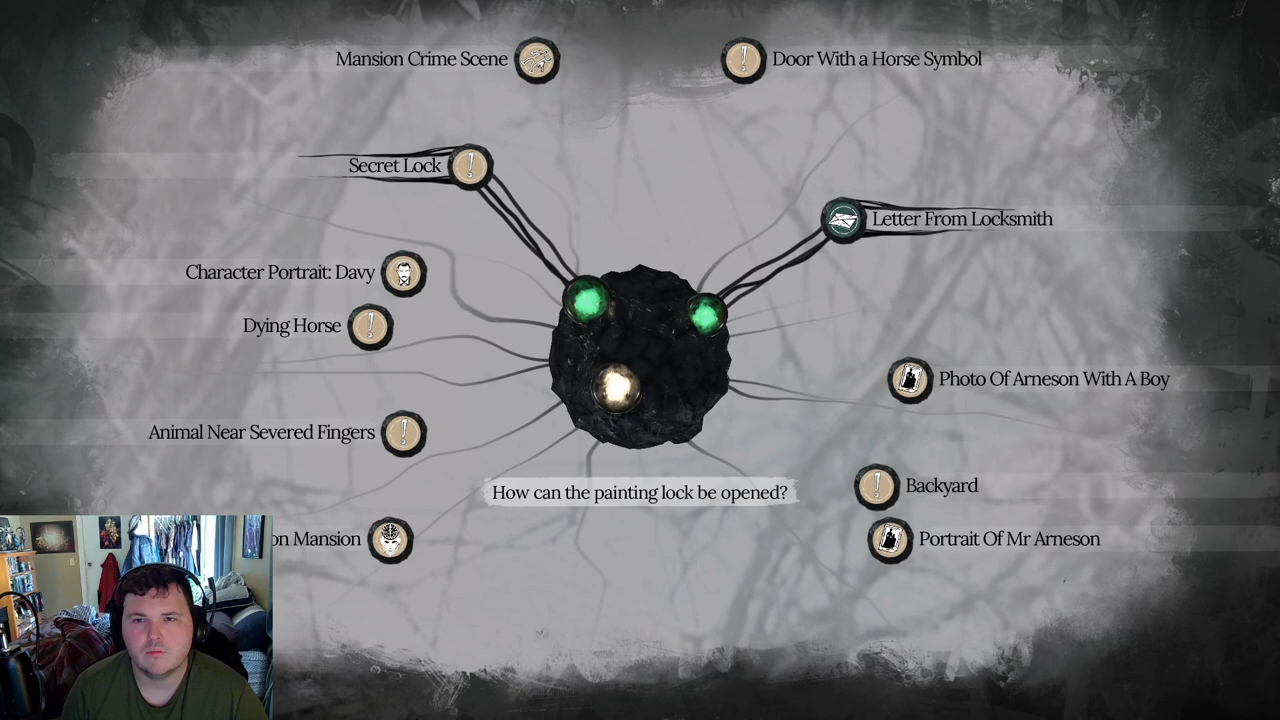 Mansion Crime Scene
Door With a Horse Symbol
Secret Lock
Letter From Locksmith
Character Portrait: Davy
Dying Horse
Photo Of Arneson With A Boy
Animal Near Severed Fingers
Backyard
How can the painting lock be opened?
Mansion
Portrait Of Mr Arneson